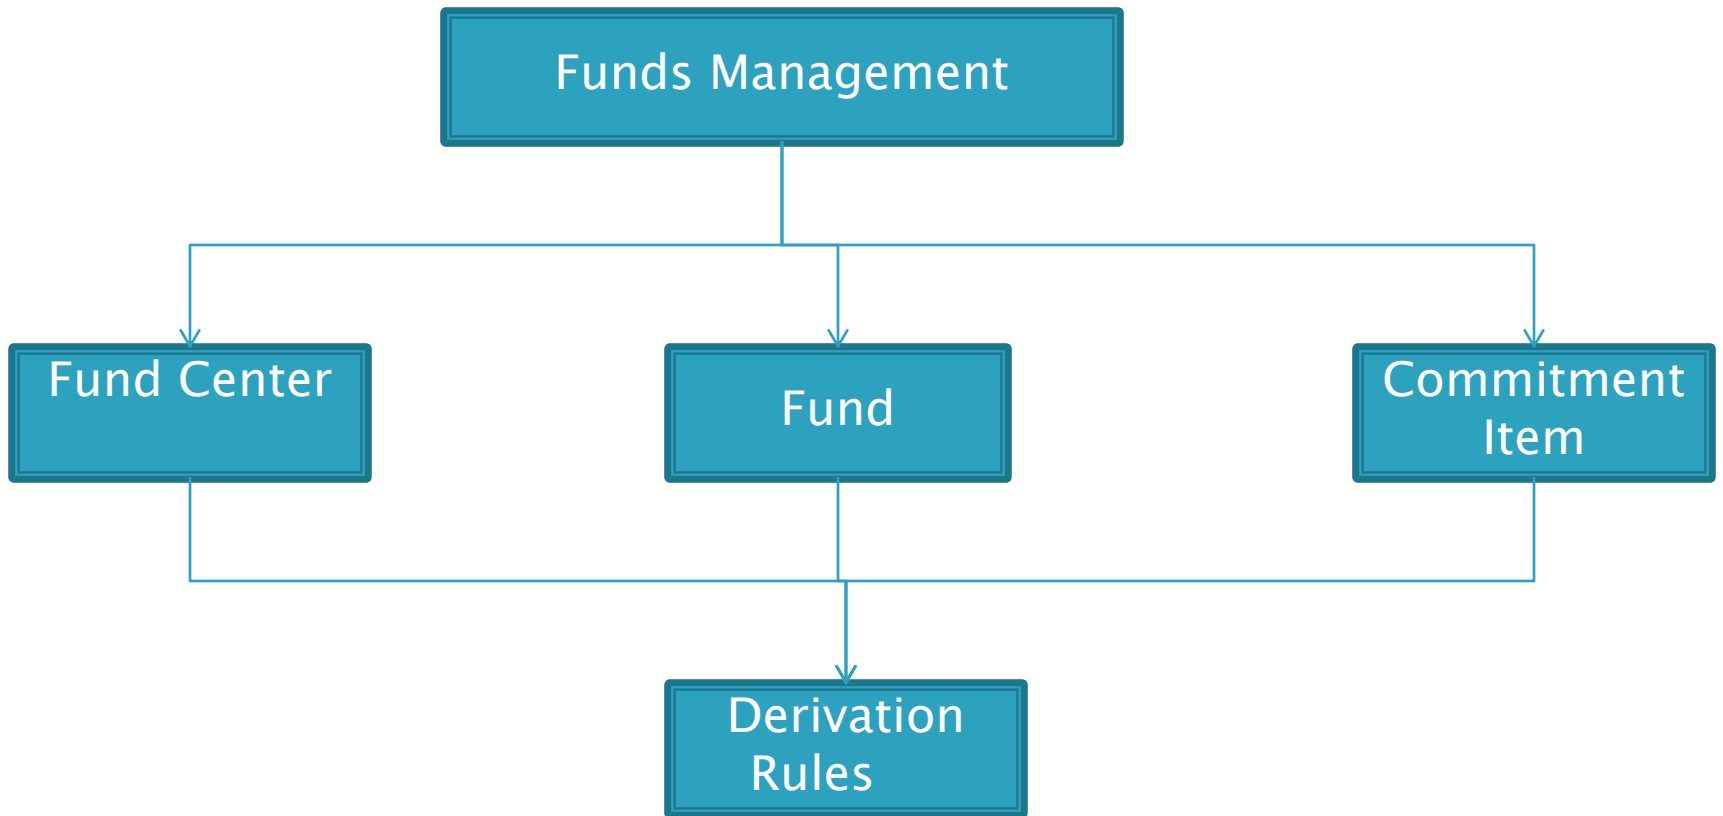 Funds Management
Fund Center
Fund
Commitment
Item
Derivation
Rules